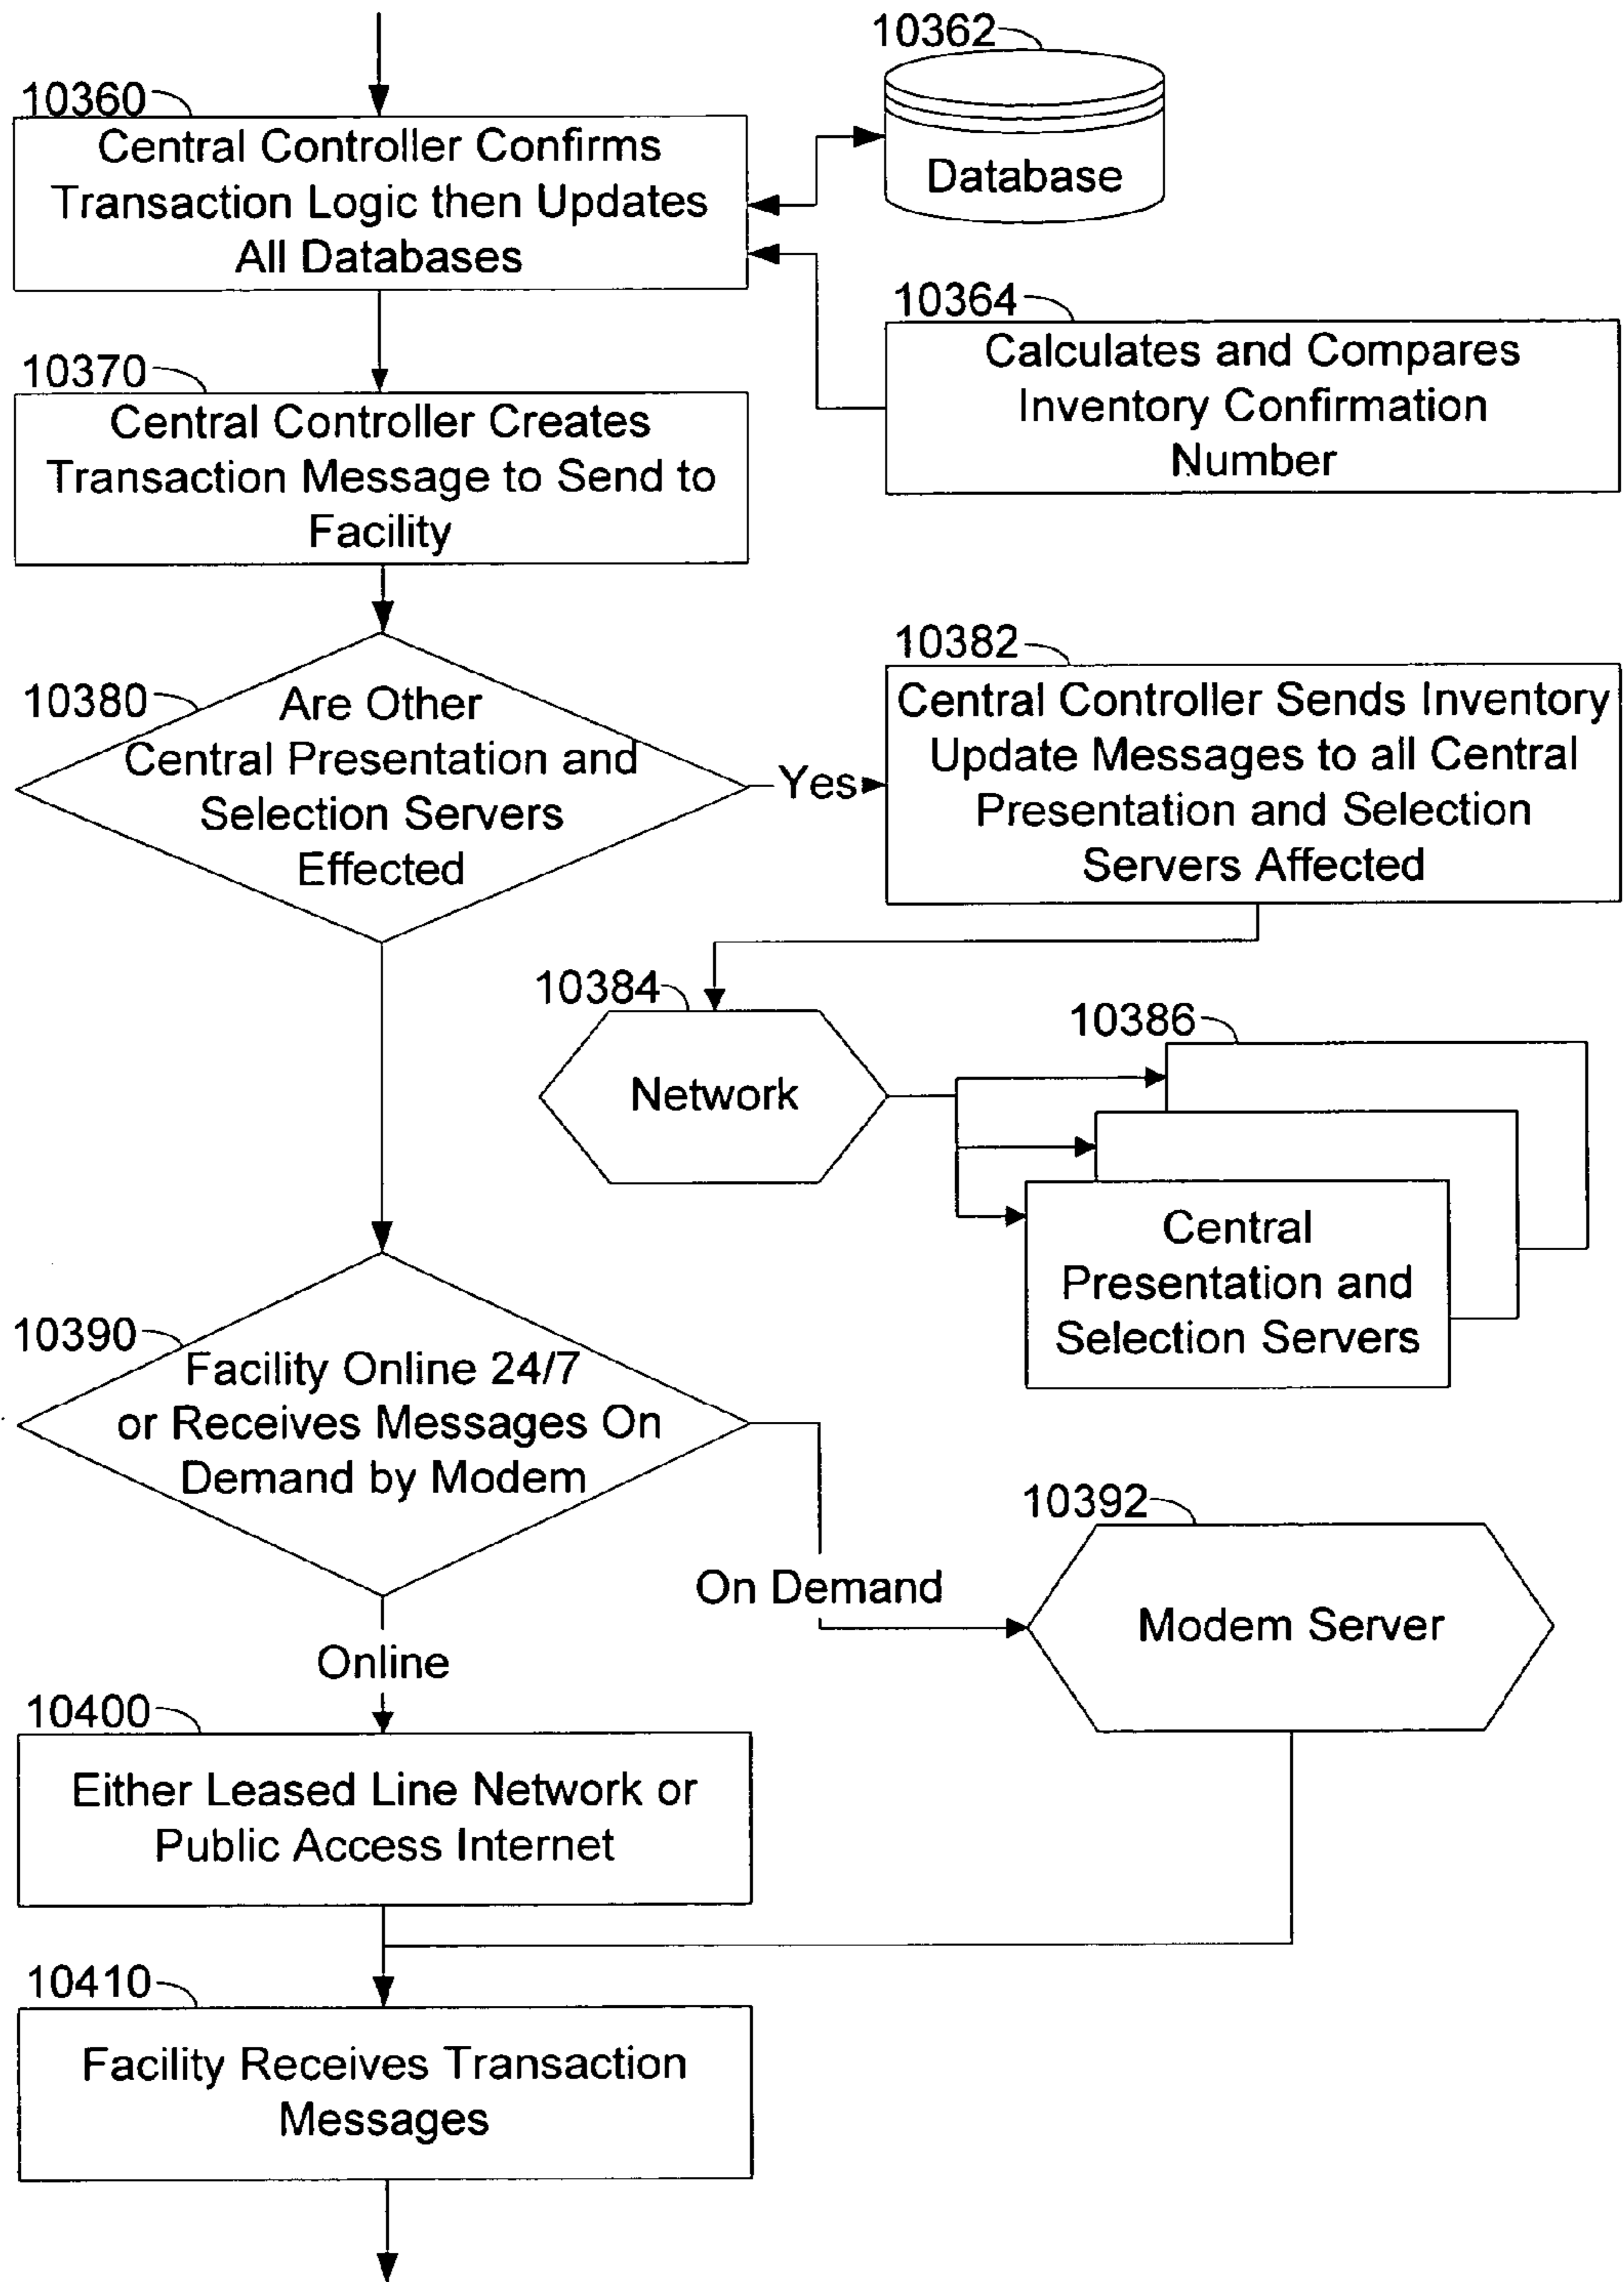 10362
10360
Central Controller Confirms
Transaction Logic then Updates
All Databases
Database
10364
Calculates and Compares
Inventory Confirmation
Number
10370
Central Controller Creates
Transaction Message to Send to
Facility
10380
Are Other
Central Presentation and
Selection Servers
Effected
Yes
10382
Central Controller Sends Inventory
Update Messages to all Central
Presentation and Selection
Servers Affected
10384
Network
10386
Central
Presentation and
Selection Servers
10390
Facility Online 24/7
or Receives Messages On
Demand by Modem
On Demand
10392
Modem Server
Online
10400
Either Leased Line Network or
Public Access Internet
10410
Facility Receives Transaction
Messages